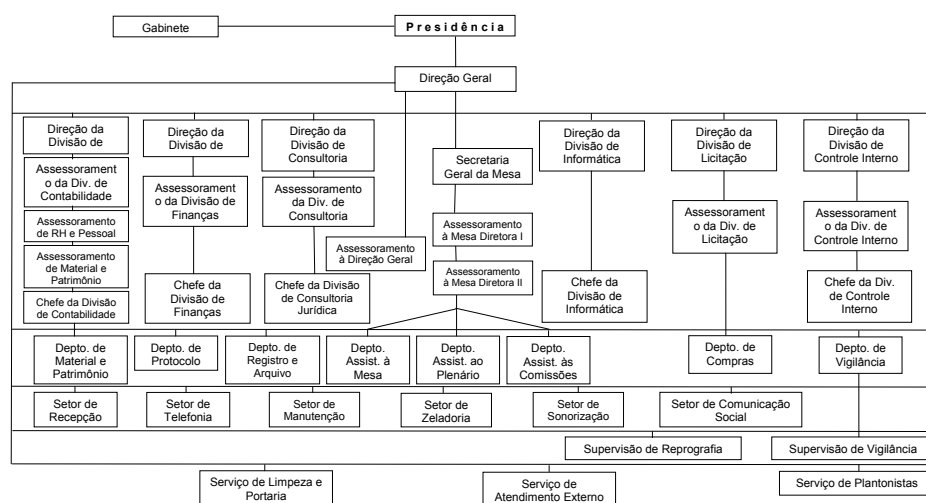 Gabinete
Presidência
Direção Geral
Direção da
Divisão de
Direção da
Divisão de
Direção da
Divisão de
Consultoria
Secretaria
Geral da Mesa
Direção da
Divisão de
Informática
Direção da
Divisão de
Licitação
Direção da
Divisão de
Controle Interno
Assessorament
o da Div. de
Contabilidade
Assessorament
o da Divisão de
Finanças
Assessoramento
da Div. de
Consultoria
Assessoramento
à Mesa Diretora I
Assessorament
o da Div. de
Licitação
Assessorament
o da Div. de
Controle Interno
Assessoramento
de RH e Pessoal
Assessoramento
de Material e
Patrimônio
Assessoramento
à Direção Geral
Assessoramento
à Mesa Diretora II
Chefe da Divisão
de Contabilidade
Chefe da
Divisão de
Finanças
Chefe da Divisão
de Consultoria
Jurídica
Chefe da
Divisão de
Informática
Chefe da Div.
de Controle
Interno
Depto. de
Material e
Patrimônio
Depto. de
Protocolo
Depto. de
Registro e
Arquivo
Depto.
Assist. à
Mesa
Depto.
Assist. ao
Plenário
Depto.
Assist. às
Comissões
Depto. de
Compras
Depto. de
Vigilância
Setor de
Recepção
Setor de
Telefonia
Setor de
Manutenção
Setor de
Zeladoria
Setor de
Sonorização
Setor de Comunicação
Social
Supervisão de Reprografia
Supervisão de Vigilância
Serviço de Limpeza e
Portaria
Serviço de
Atendimento Externo
Serviço de Plantonistas